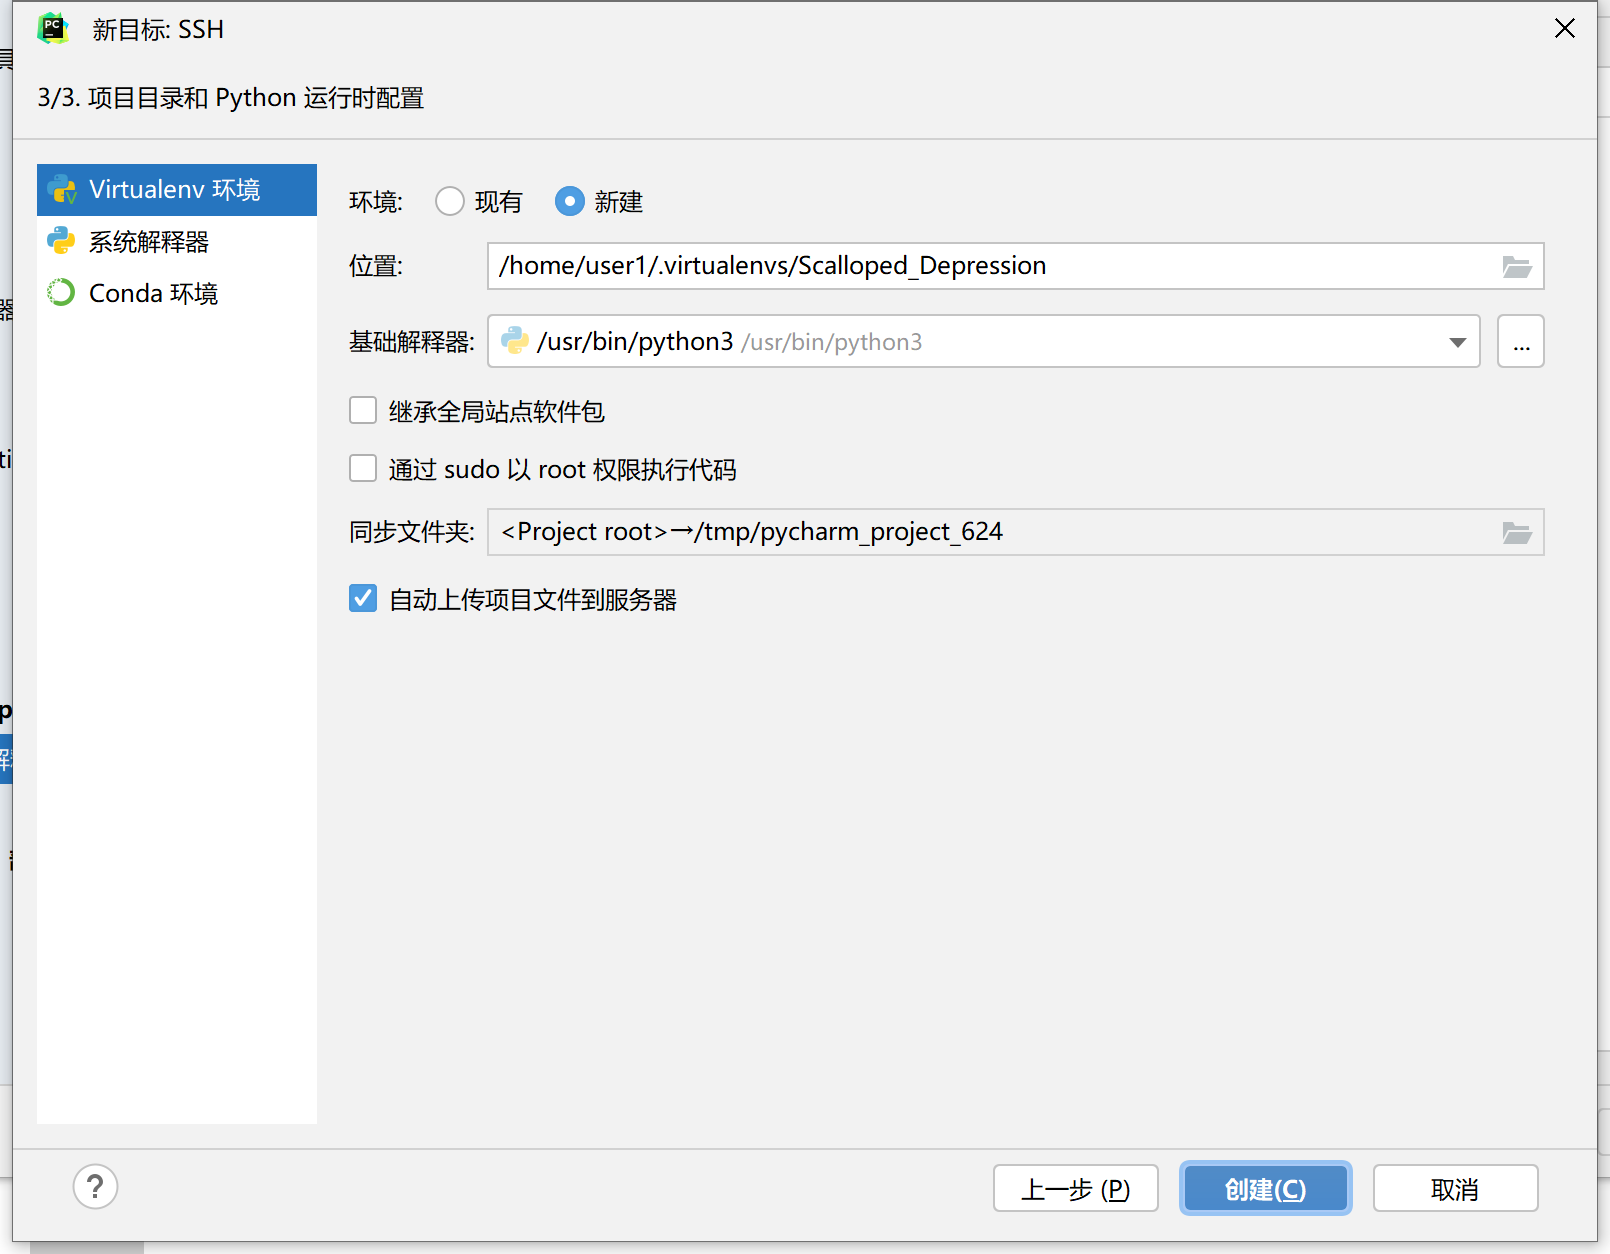 新目标: SSH
3/3. 项目目录和 Python 运行时配置
Virtualenv 环境
系统解释器
Conda 环境
环境: 现有 新建
位置: /home/user1/.virtualenvs/Scalloped_Depression
基础解释器: /usr/bin/python3 /usr/bin/python3 ...
继承全局站点软件包
通过 sudo 以 root 权限执行代码
同步文件夹: <Project root>→/tmp/pycharm_project_624
自动上传项目文件到服务器
? 上一步 (P) 创建(C) 取消